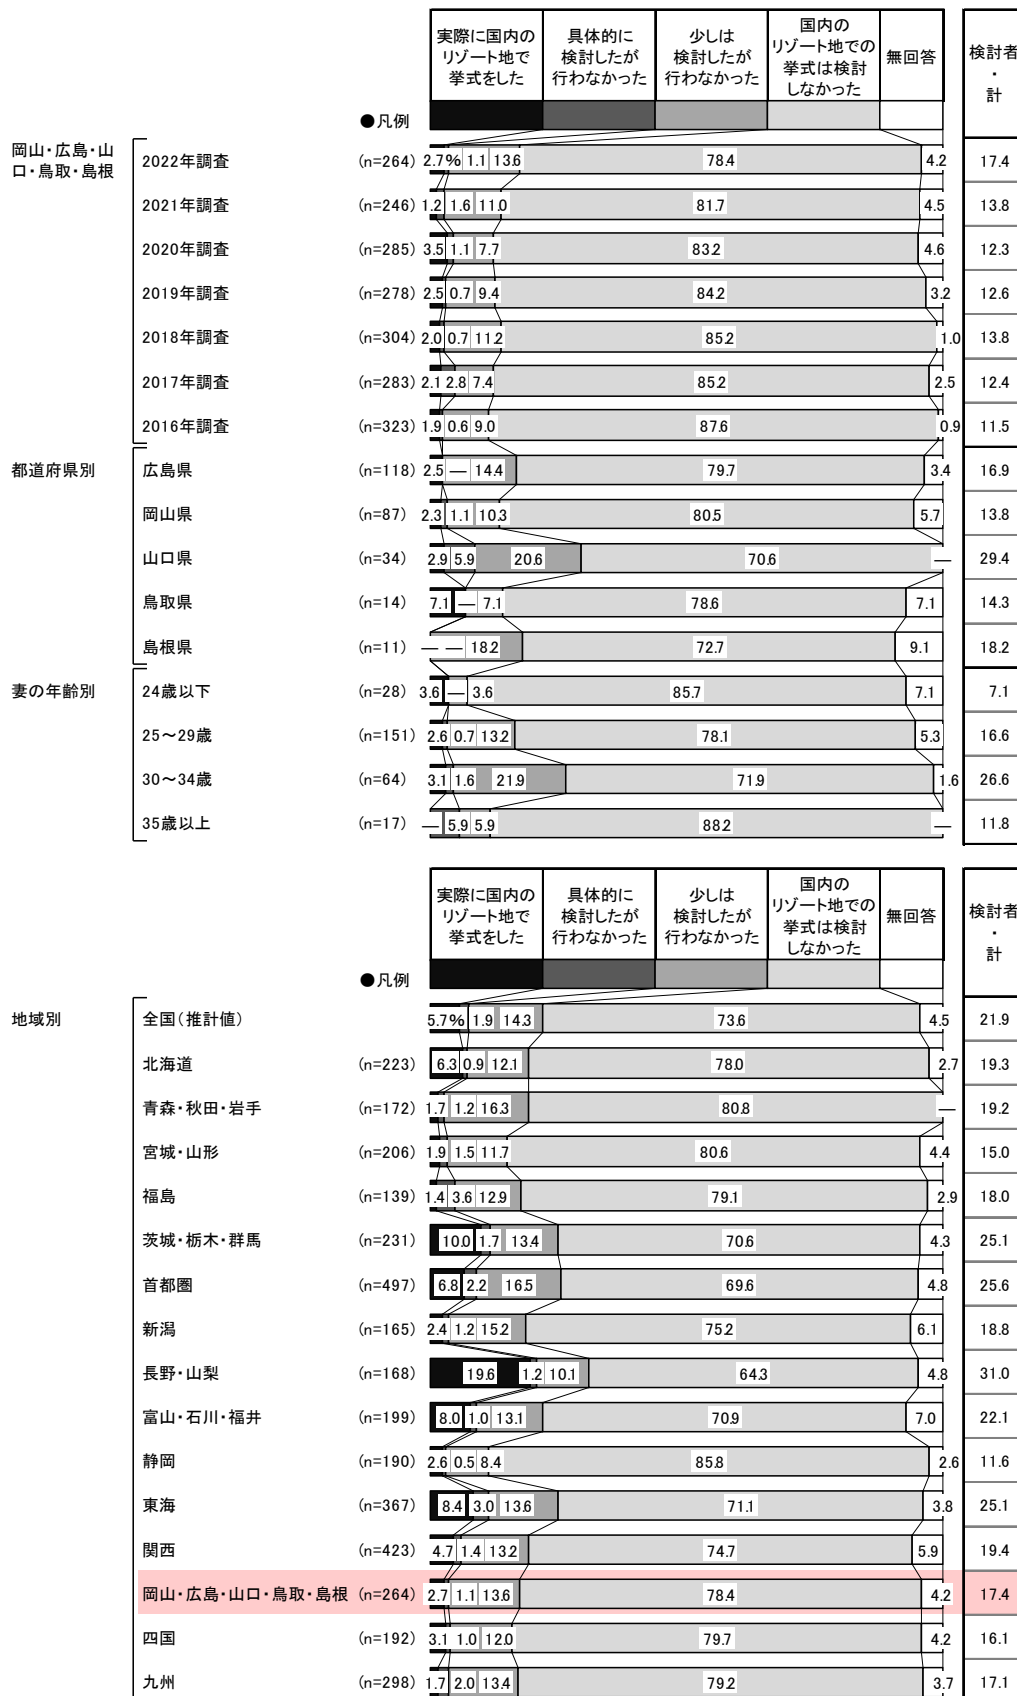 実際に国内の
リゾート地で
挙式をした
具体的に
検討したが
行わなかった
少しは
検討したが
行わなかった
国内の
リゾート地での
挙式は検討
しなかった
無回答
検討者
・
計
●凡例
岡山・広島・山
口・鳥取・島根
2022年調査 (n=264) 2.7% 1.1 13.6 78.4 4.2 17.4
2021年調査 (n=246) 1.2 1.6 11.0 81.7 4.5 13.8
2020年調査 (n=285) 3.5 1.1 7.7 83.2 4.6 12.3
2019年調査 (n=278) 2.5 0.7 9.4 84.2 3.2 12.6
2018年調査 (n=304) 2.0 0.7 11.2 85.2 1.0 13.8
2017年調査 (n=283) 2.1 2.8 7.4 85.2 2.5 12.4
2016年調査 (n=323) 1.9 0.6 9.0 87.6 0.9 11.5
都道府県別 広島県 (n=118) 2.5 — 14.4 79.7 3.4 16.9
岡山県 (n=87) 2.3 1.1 10.3 80.5 5.7 13.8
山口県 (n=34) 2.9 5.9 20.6 70.6 — 29.4
鳥取県 (n=14) 7.1 — 7.1 78.6 7.1 14.3
島根県 (n=11) — — 18.2 72.7 9.1 18.2
妻の年齢別 24歳以下 (n=28) 3.6 — 3.6 85.7 7.1 7.1
25～29歳 (n=151) 2.6 0.7 13.2 78.1 5.3 16.6
30～34歳 (n=64) 3.1 1.6 21.9 71.9 1.6 26.6
35歳以上 (n=17) — 5.9 5.9 88.2 — 11.8
実際に国内の
リゾート地で
挙式をした
具体的に
検討したが
行わなかった
少しは
検討したが
行わなかった
国内の
リゾート地での
挙式は検討
しなかった
無回答
検討者
・
計
●凡例
地域別 全国(推計値) 5.7% 1.9 14.3 73.6 4.5 21.9
北海道 (n=223) 6.3 0.9 12.1 78.0 2.7 19.3
青森・秋田・岩手 (n=172) 1.7 1.2 16.3 80.8 — 19.2
宮城・山形 (n=206) 1.9 1.5 11.7 80.6 4.4 15.0
福島 (n=139) 1.4 3.6 12.9 79.1 2.9 18.0
茨城・栃木・群馬 (n=231) 10.0 1.7 13.4 70.6 4.3 25.1
首都圏 (n=497) 6.8 2.2 16.5 69.6 4.8 25.6
新潟 (n=165) 2.4 1.2 15.2 75.2 6.1 18.8
長野・山梨 (n=168) 19.6 1.2 10.1 64.3 4.8 31.0
富山・石川・福井 (n=199) 8.0 1.0 13.1 70.9 7.0 22.1
静岡 (n=190) 2.6 0.5 8.4 85.8 2.6 11.6
東海 (n=367) 8.4 3.0 13.6 71.1 3.8 25.1
関西 (n=423) 4.7 1.4 13.2 74.7 5.9 19.4
岡山・広島・山口・鳥取・島根 (n=264) 2.7 1.1 13.6 78.4 4.2 17.4
四国 (n=192) 3.1 1.0 12.0 79.7 4.2 16.1
九州 (n=298) 1.7 2.0 13.4 79.2 3.7 17.1